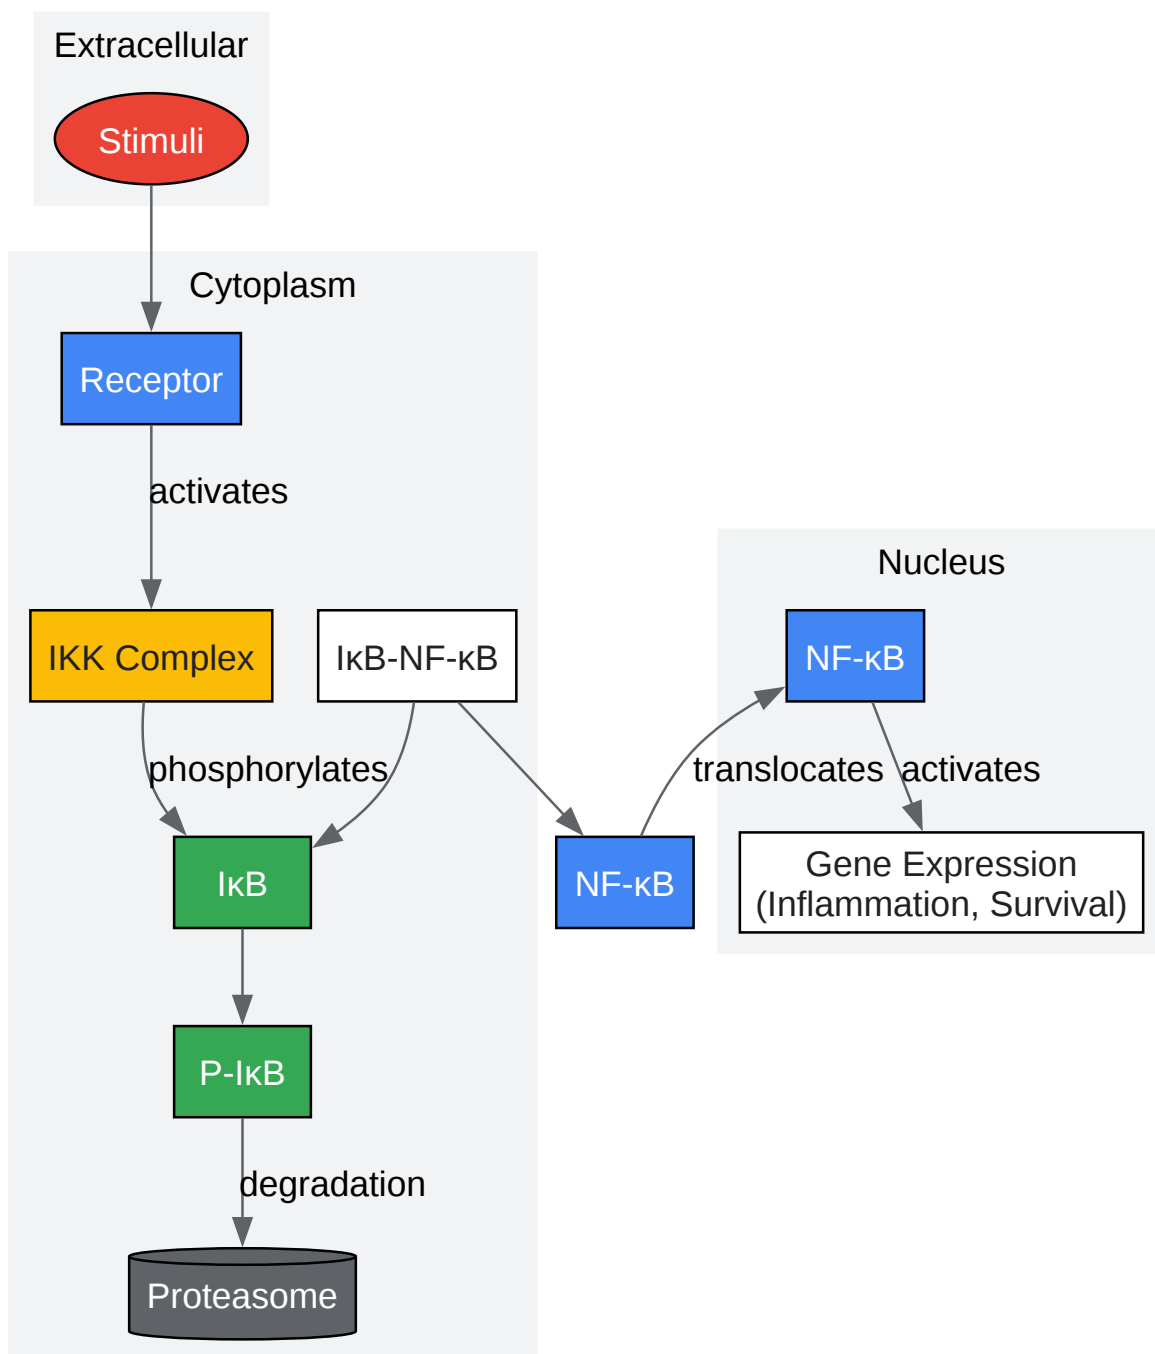 Extracellular
Stimuli
Cytoplasm
Receptor
activates
Nucleus
IKK Complex
IκB-NF-κB
NF-κB
phosphorylates
translocates
activates
IκB
NF-κB
Gene Expression
(Inflammation, Survival)
P-IκB
degradation
Proteasome